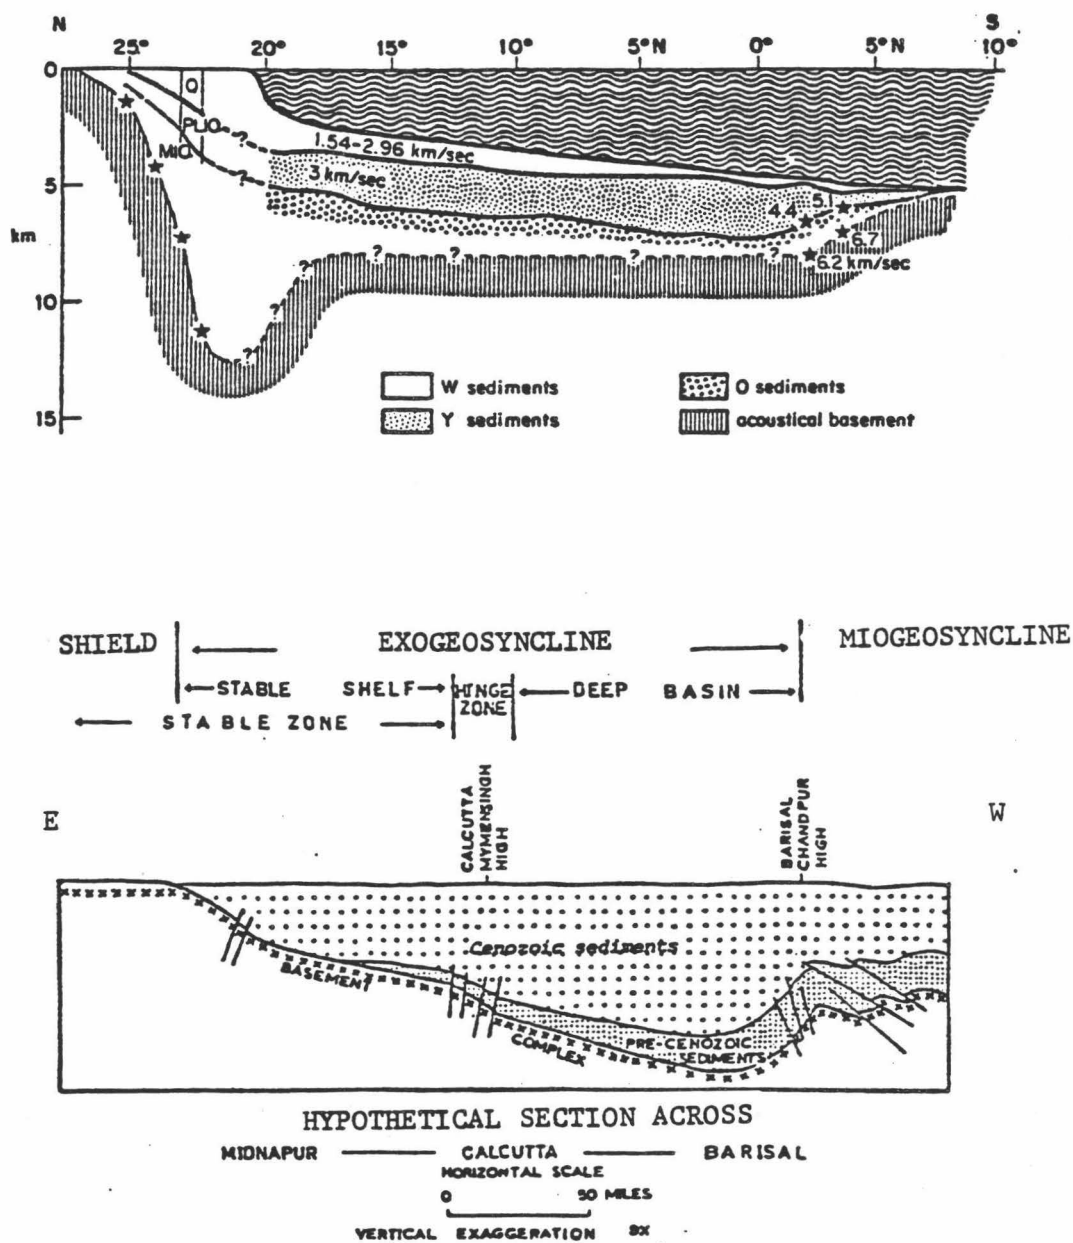 N S
25° 20° 10° 5°N 0° 5°N 10°
0
5
km
10
15
Q
PLIO
MIO
?
?
1.54-2.96 km/sec
3 km/sec
4.4 5.1
6.7
6.2 km/sec
? ? ? ? ? ? ?
W sediments O sediments
Y sediments acoustical basement
SHIELD EXOGEOSYNCLINE MIOGEOSYNCLINE
STABLE SHELF HINGE ZONE DEEP BASIN
STABLE ZONE
E W
CALCUTTA MYMENSINGH HIGH
BARISAL CHANDPUR HIGH
Cenozoic sediments
BASEMENT
COMPLEX
PRE-CENOZOIC
SEDIMENTS
HYPOTHETICAL SECTION ACROSS
MIDNAPUR CALCUTTA BARISAL
HORIZONTAL SCALE
0 50 MILES
VERTICAL EXAGGERATION 8X